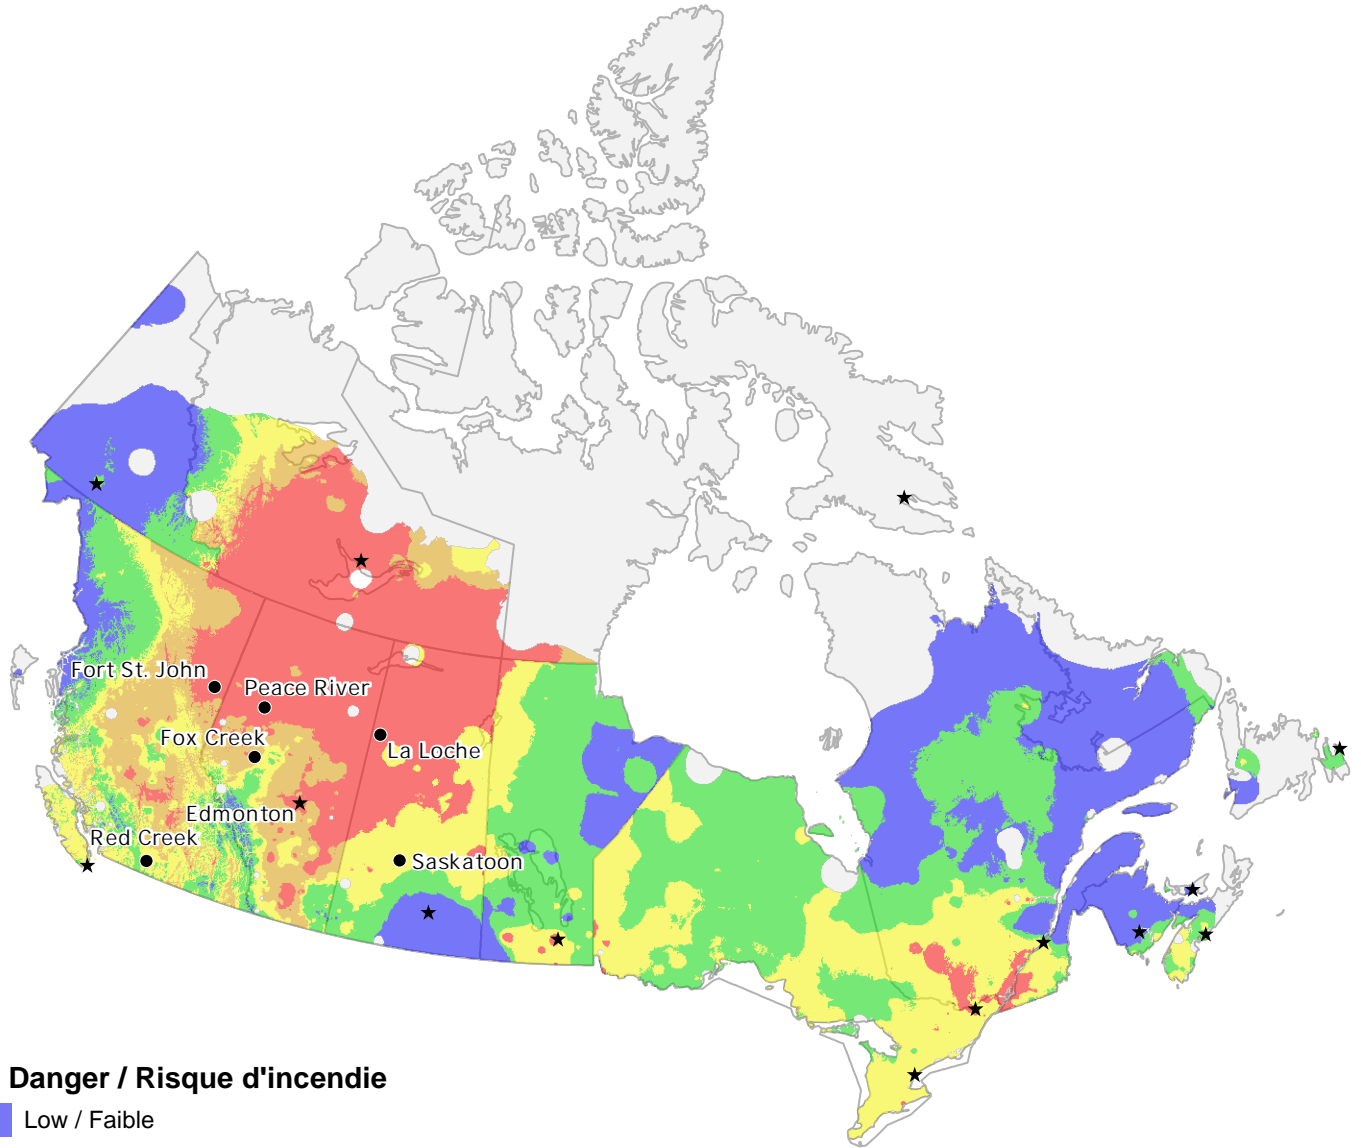 Fort St. John
Peace River
Fox Creek
La Loche
Edmonton
Red Creek
Saskatoon
Danger / Risque d'incendie
Low / Faible